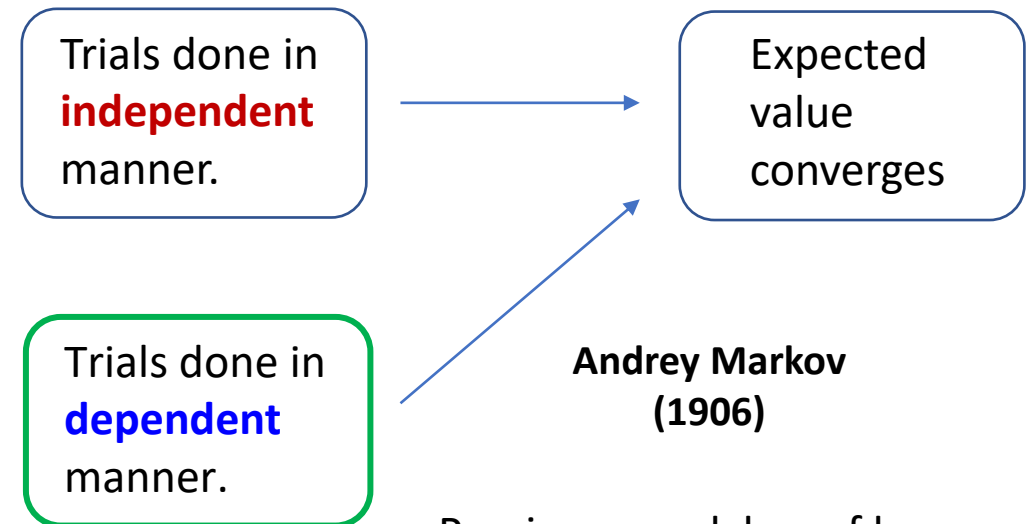 Trials done in
independent
manner.
Expected
value
converges
Trials done in
dependent
manner.
Andrey Markov
(1906)